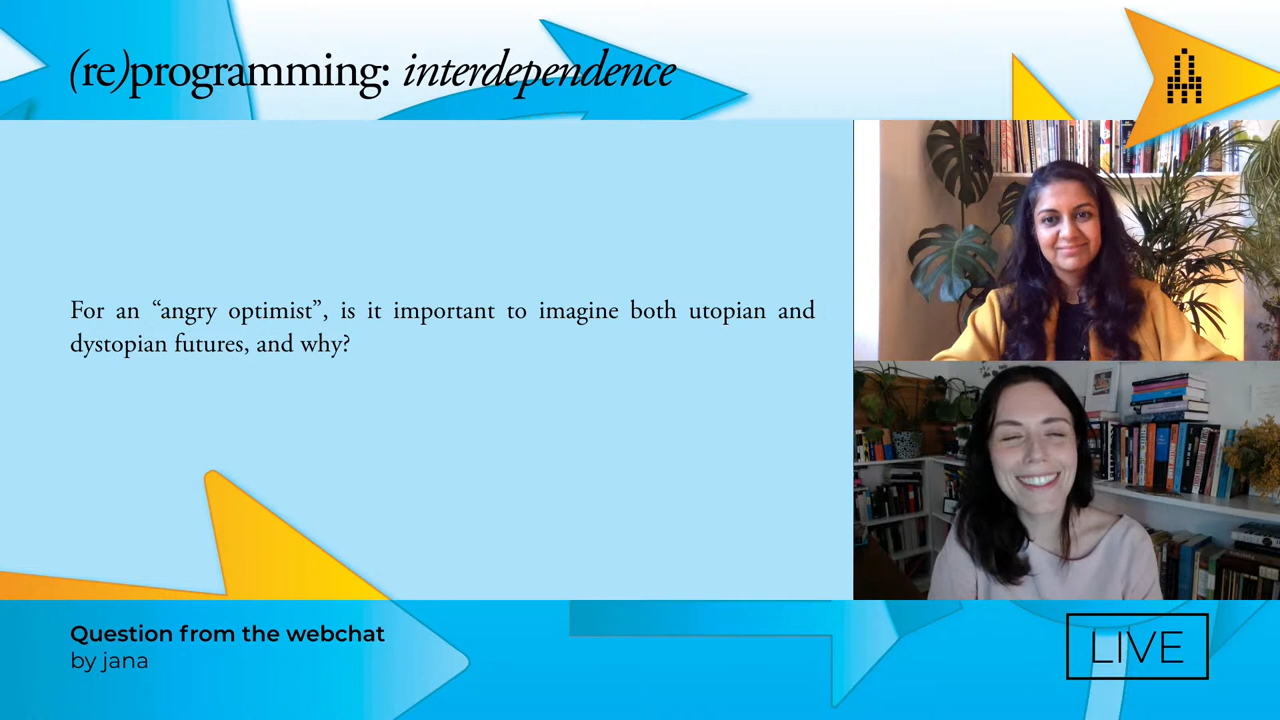 (re)programming: interdependence
For an “angry optimist”, is it important to imagine both utopian and
dystopian futures, and why?
Question from the webchat
by jana
LIVE